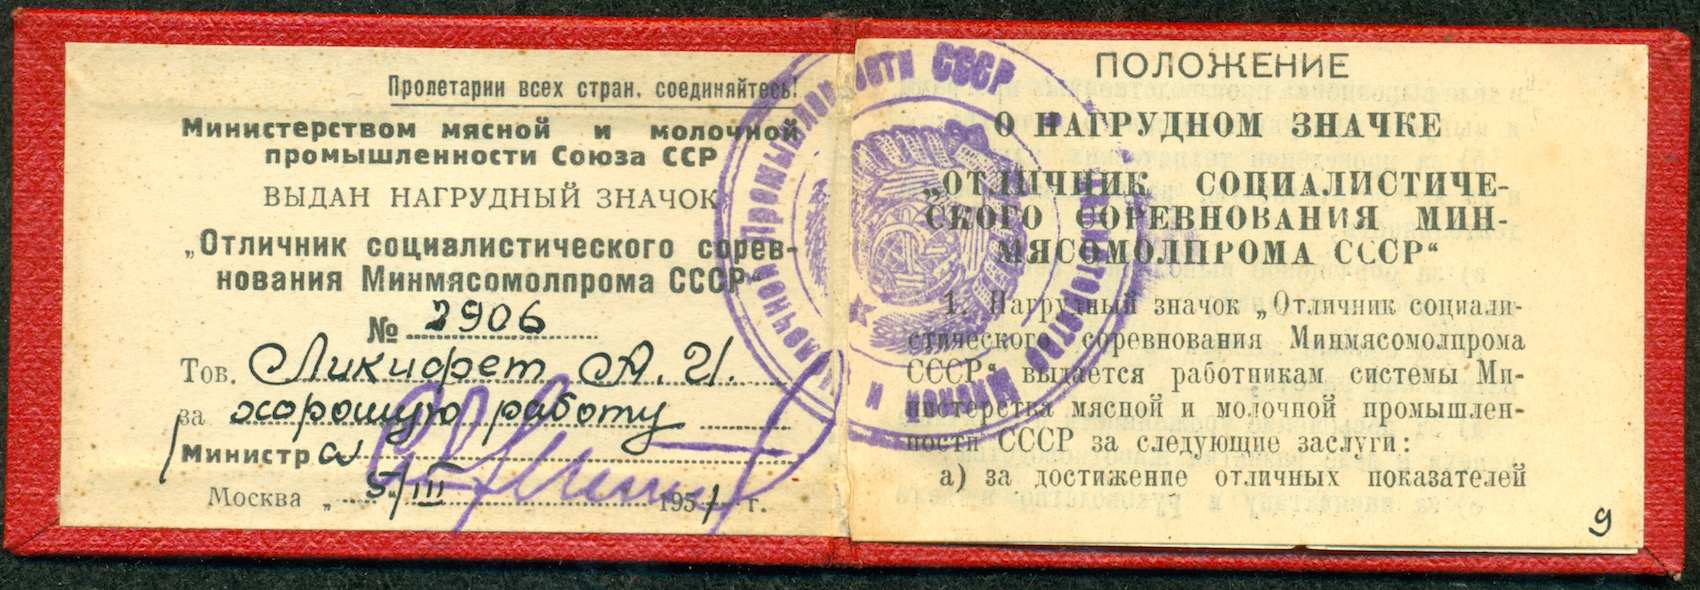 Пролетарии всех стран, соединяйтесь!
Министерством мясной и молочной
промышленности Союза ССР
ВЫДАН НАГРУДНЫЙ ЗНАЧОК
„Отличник социалистического сорев-
нования Минмясомолпрома СССР“
№ 2906
Тов. Ликифет А. И.
за хорошую работу
Министр
Москва „ 5/III 1951 г.
ПОЛОЖЕНИЕ
О НАГРУДНОМ ЗНАЧКЕ
„ОТЛИЧНИК СОЦИАЛИСТИЧЕ-
СКОГО СОРЕВНОВАНИЯ МИН-
МЯСОМОЛПРОМА СССР“
1. Нагрудный значок „Отличник социали-
стического соревнования Минмясомолпрома
СССР“ выдается работникам системы Ми-
нистерства мясной и молочной промышлен-
ности СССР за следующие заслуги:
а) за достижение отличных показателей
9